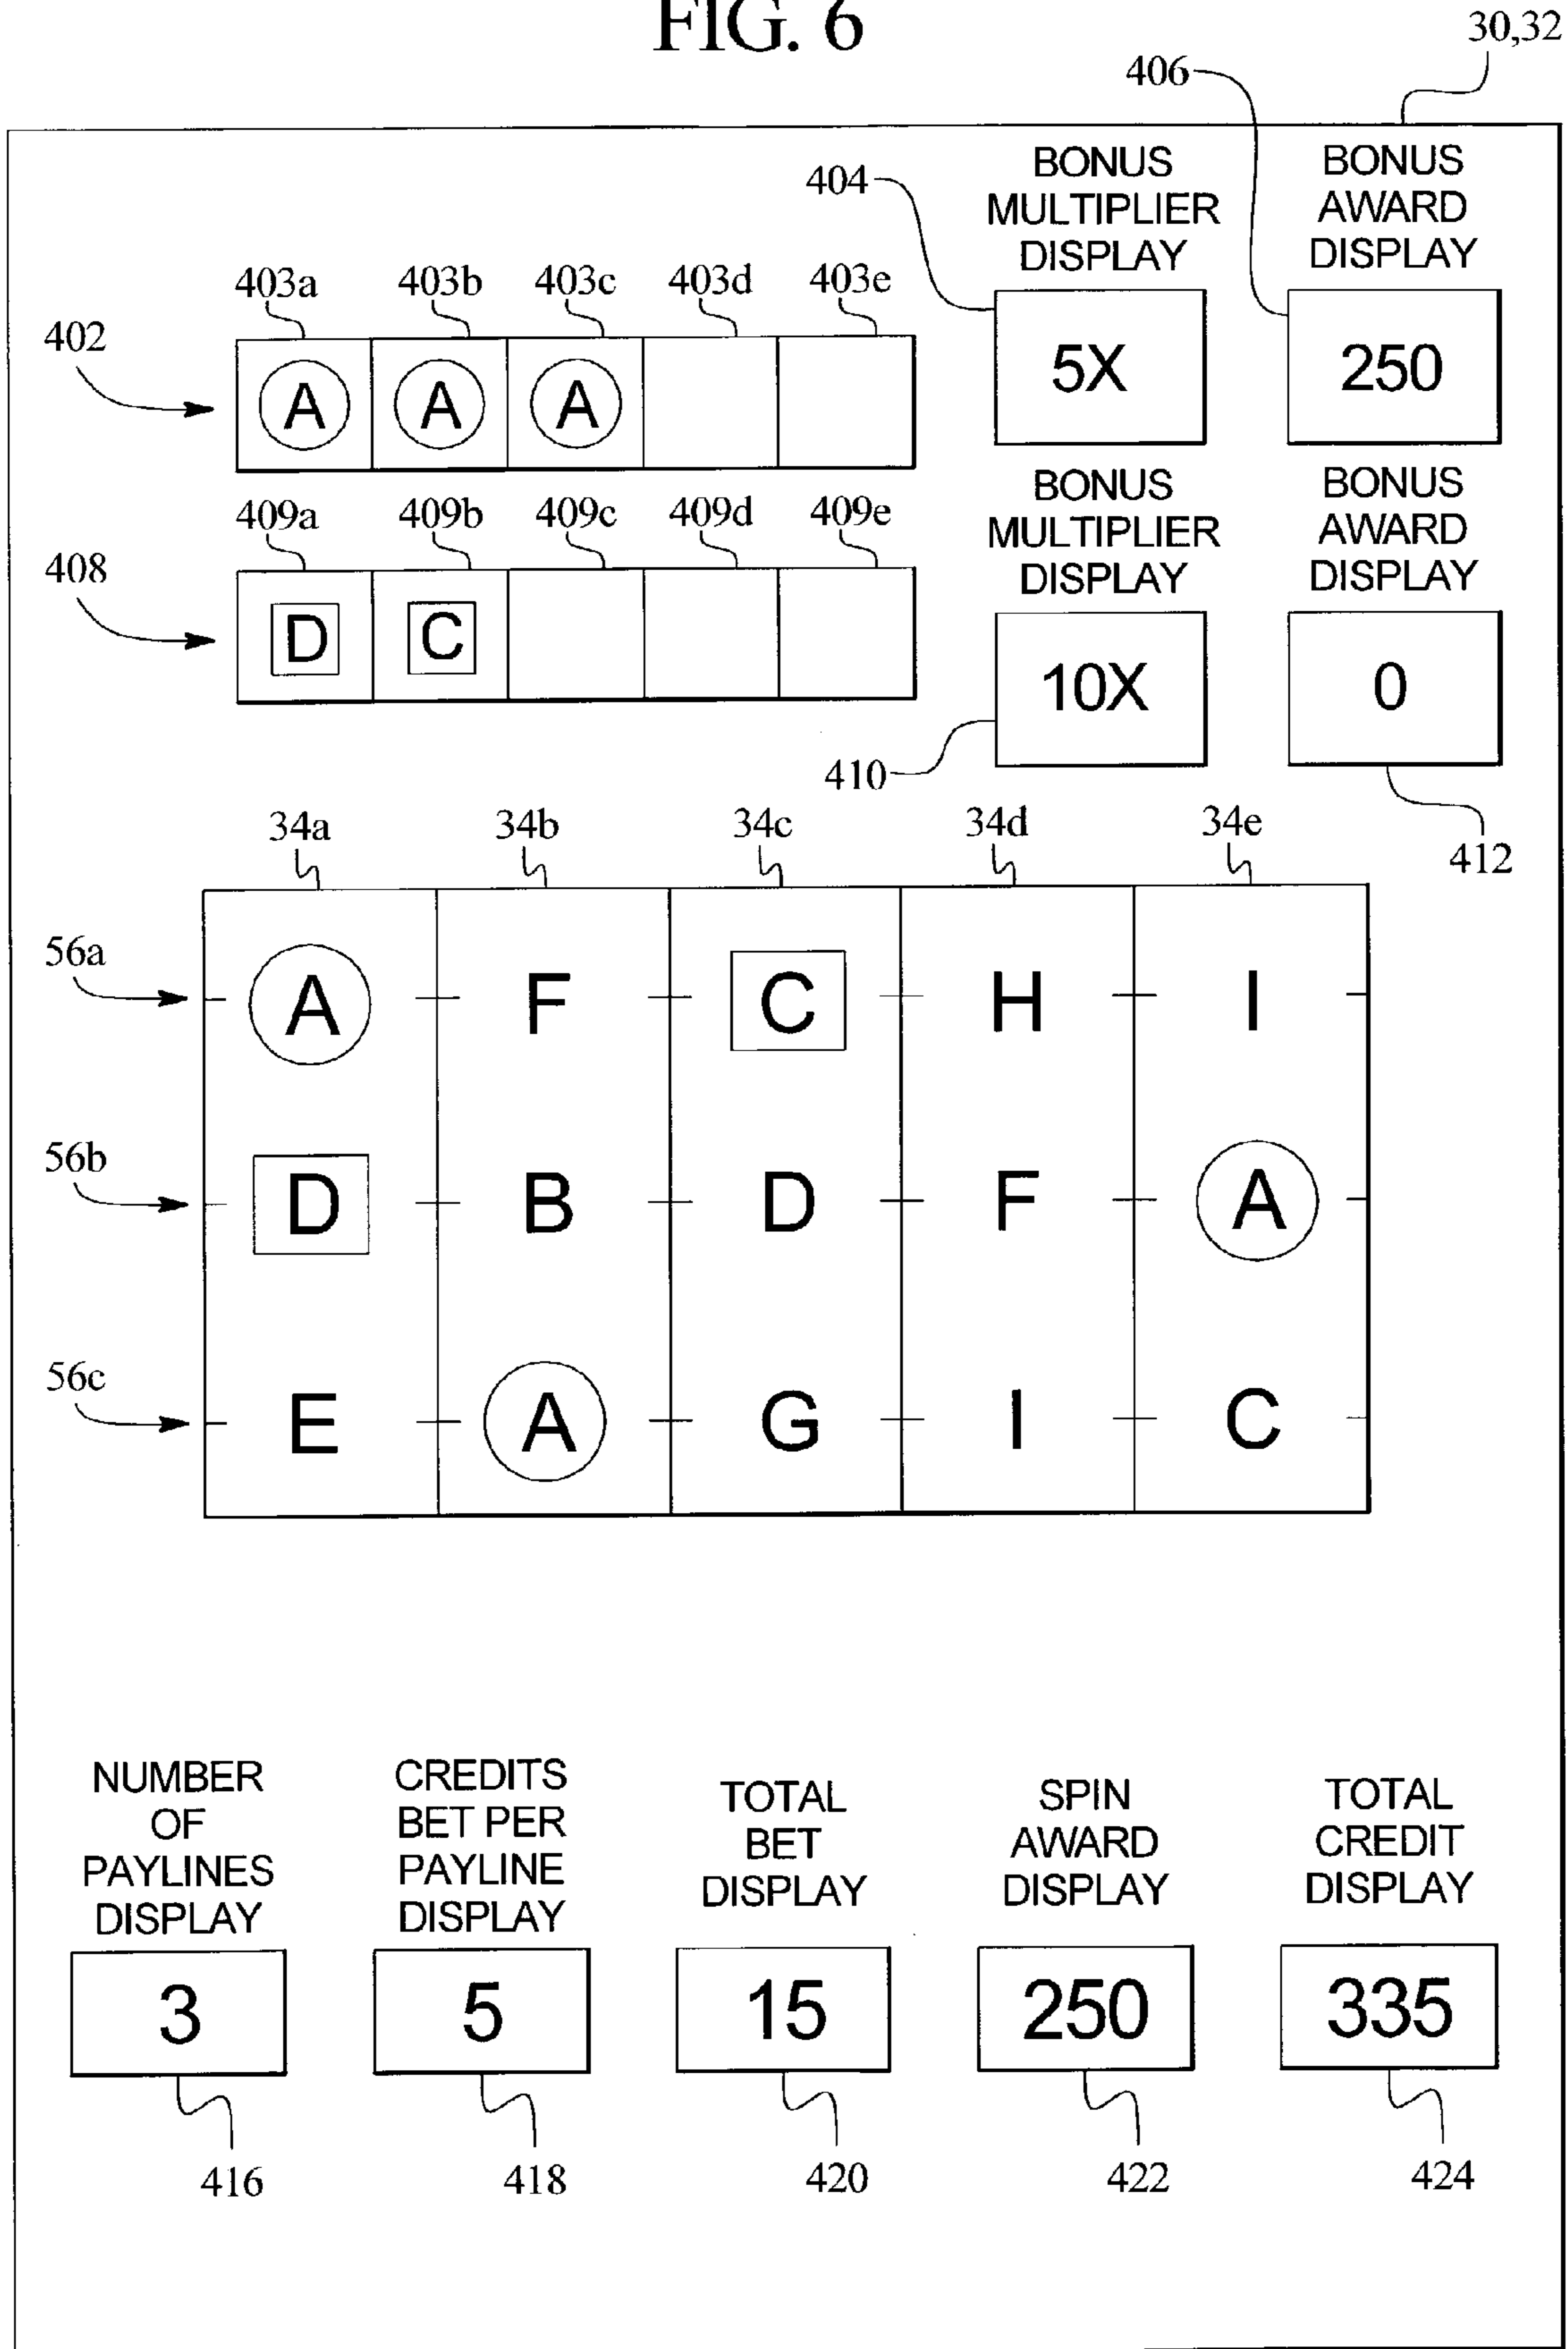 FIG. 6
30,32
406
404
BONUS
MULTIPLIER
DISPLAY
BONUS
AWARD
DISPLAY
403a 403b 403c 403d 403e
402
A A A
5X
250
409a 409b 409c 409d 409e
BONUS
MULTIPLIER
DISPLAY
BONUS
AWARD
DISPLAY
408
D C
10X
0
410
412
34a 34b 34c 34d 34e
56a
A F C H I
56b
D B D F A
56c
E A G I C
NUMBER
OF
PAYLINES
DISPLAY
CREDITS
BET PER
PAYLINE
DISPLAY
TOTAL
BET
DISPLAY
SPIN
AWARD
DISPLAY
TOTAL
CREDIT
DISPLAY
3 5 15 250 335
416 418 420 422 424